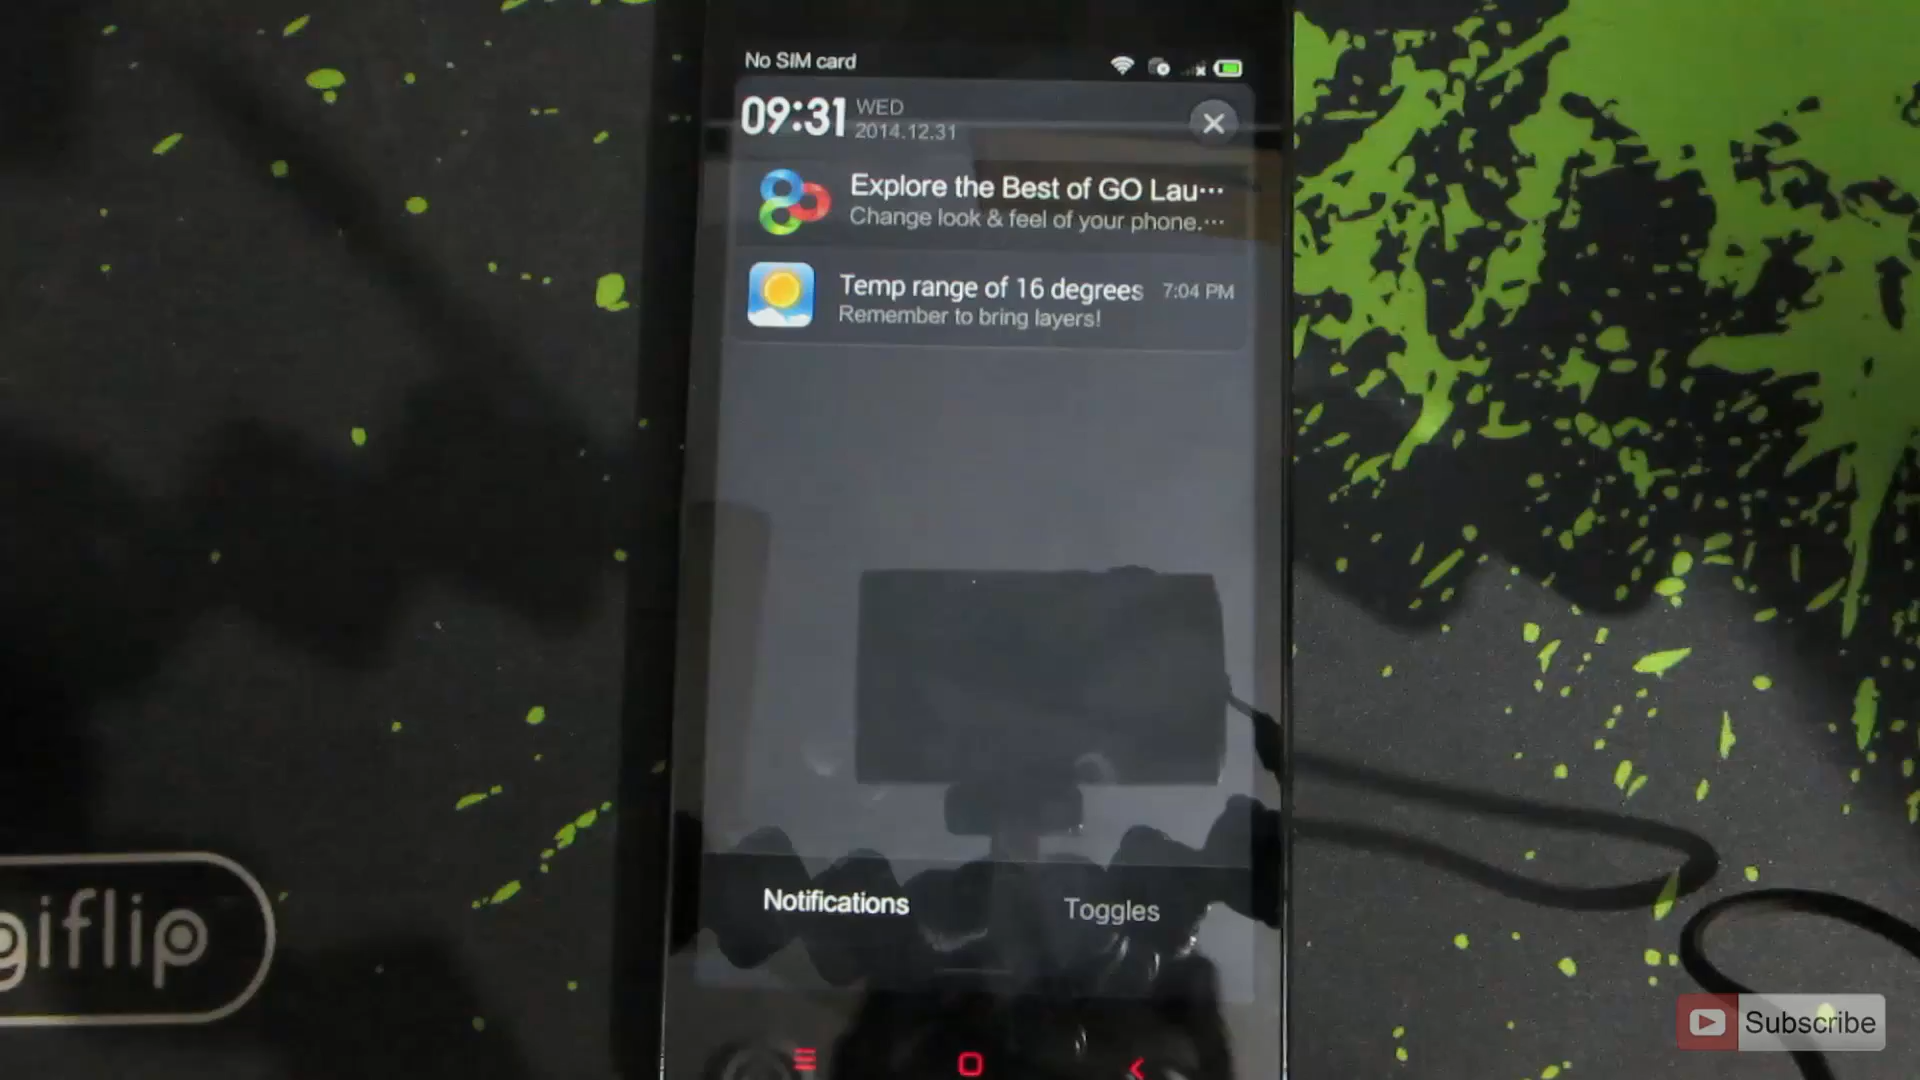 No SIM card
09:31
WED
2014.12.31
Explore the Best of GO Lau···
Change look & feel of your phone.···
Temp range of 16 degrees
7:04 PM
Remember to bring layers!
Notifications
Toggles
giflip
Subscribe